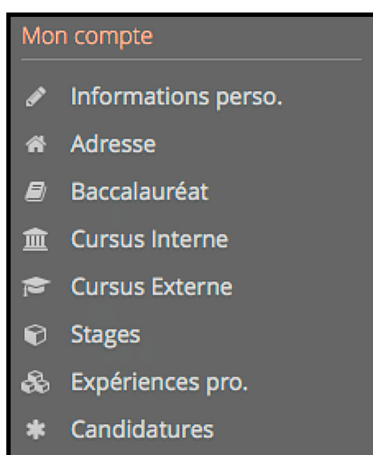 Mon compte
Informations perso.
Adresse
Baccalauréat
Cursus Interne
Cursus Externe
Stages
Expériences pro.
Candidatures